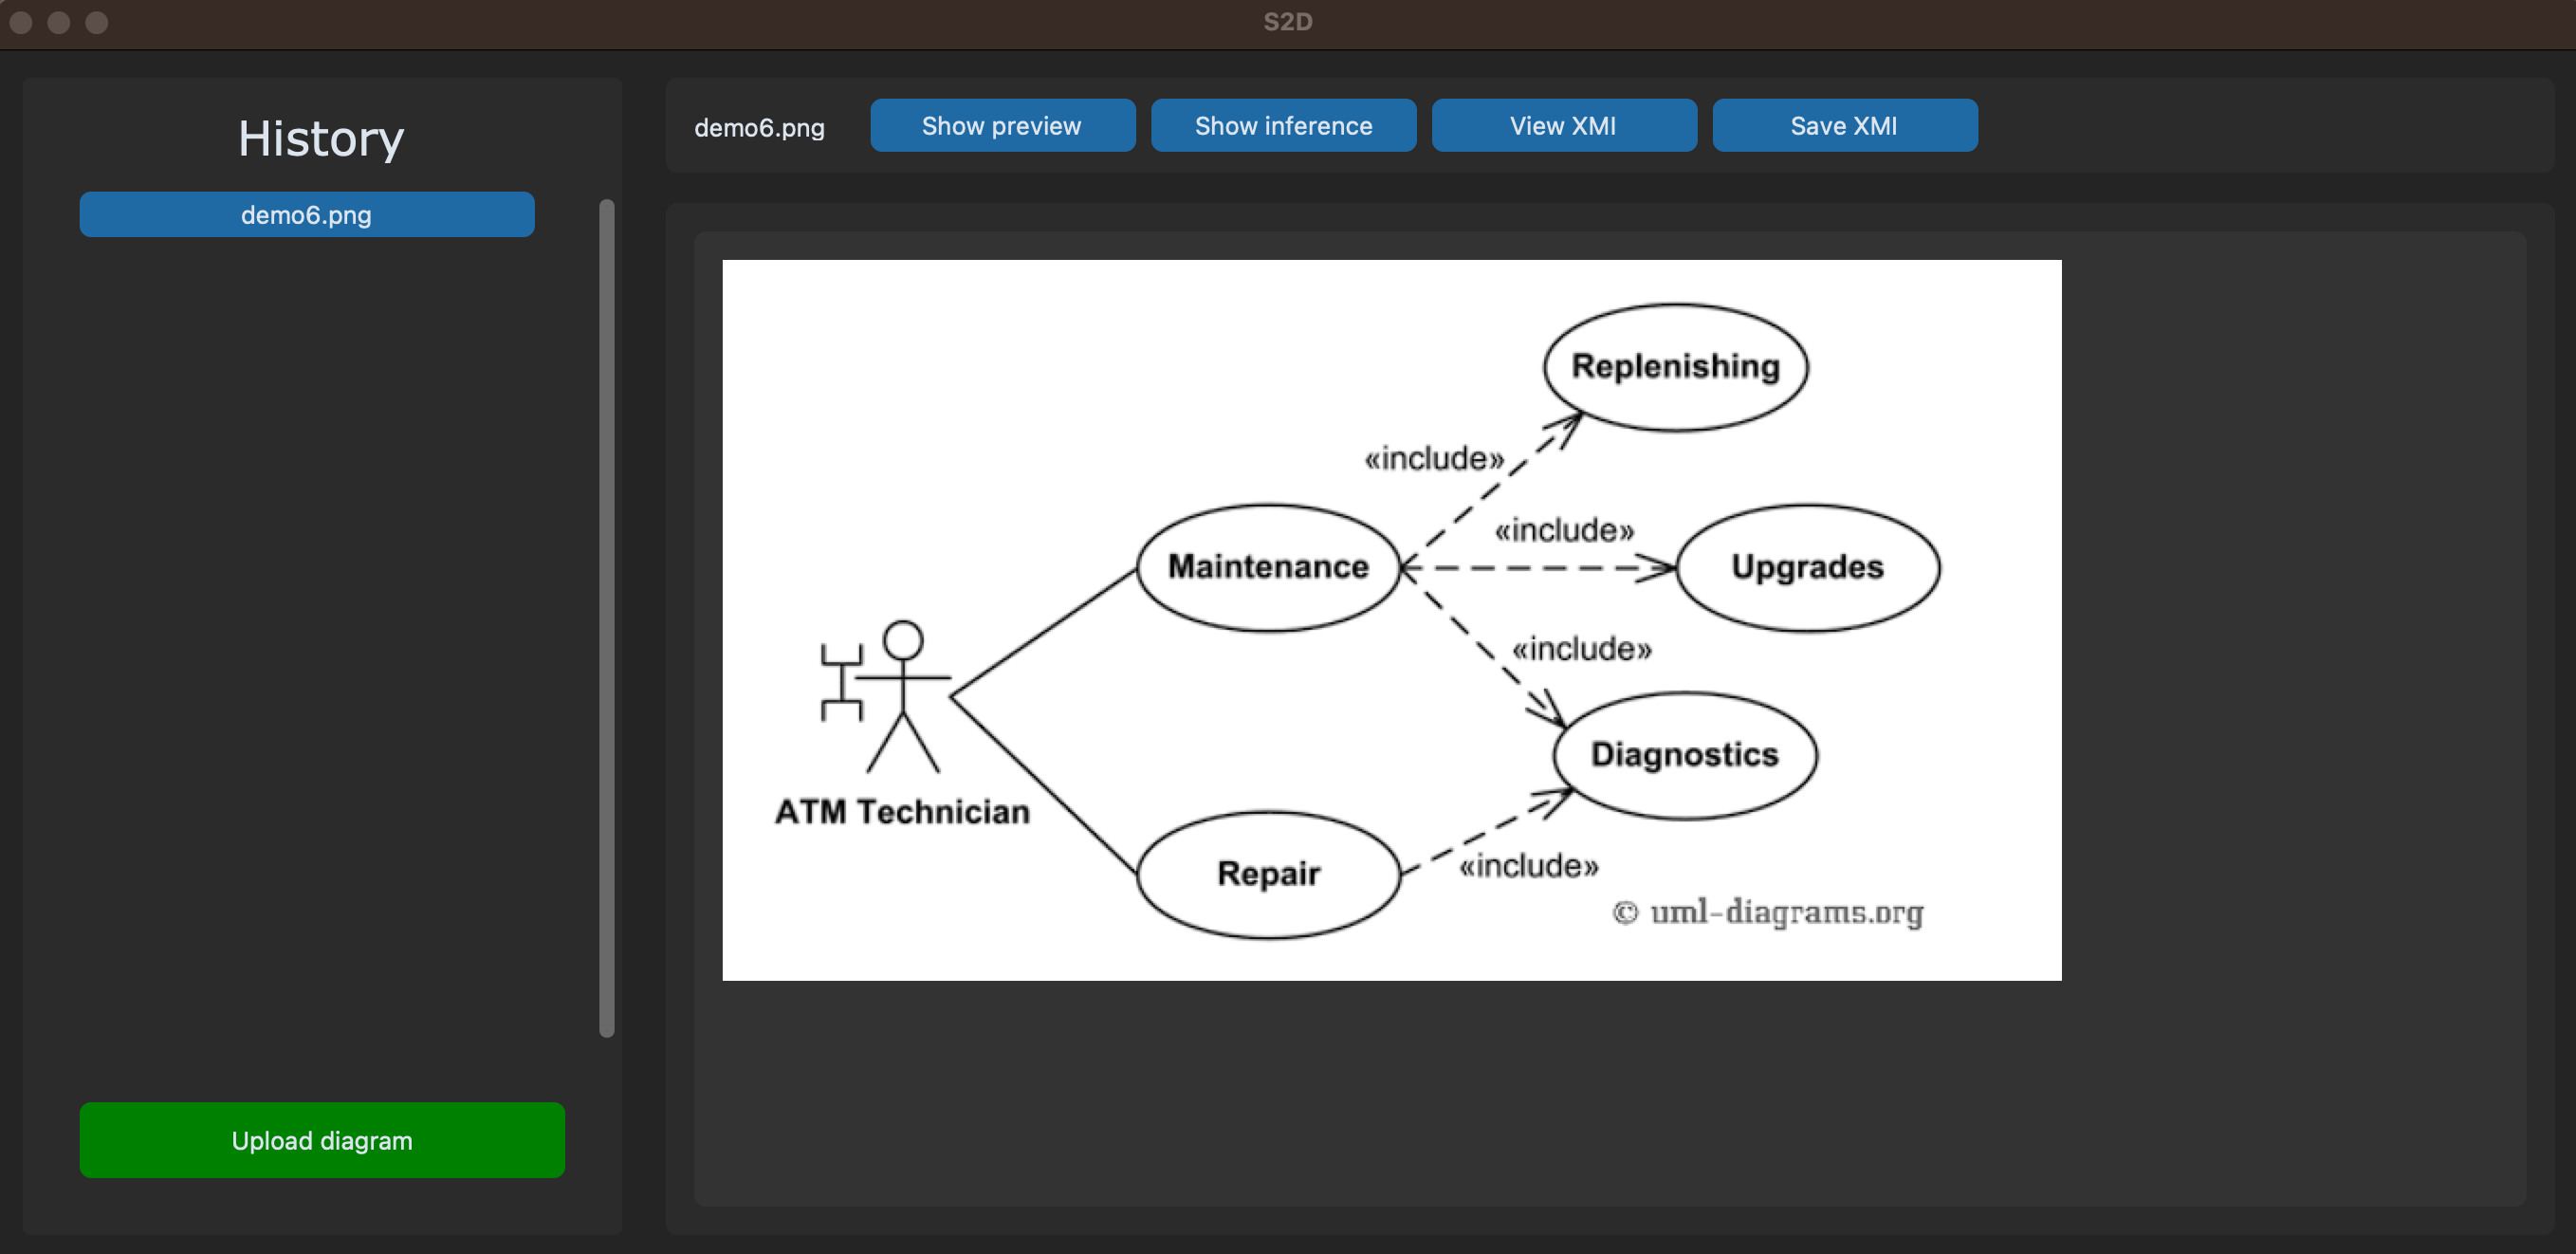 S2D
History
demo6.png
Upload diagram
demo6.png
Show preview
Show inference
View XMI
Save XMI
Replenishing
«include»
«include»
Maintenance
Upgrades
«include»
Diagnostics
ATM Technician
Repair
«include»
© uml-diagrams.org